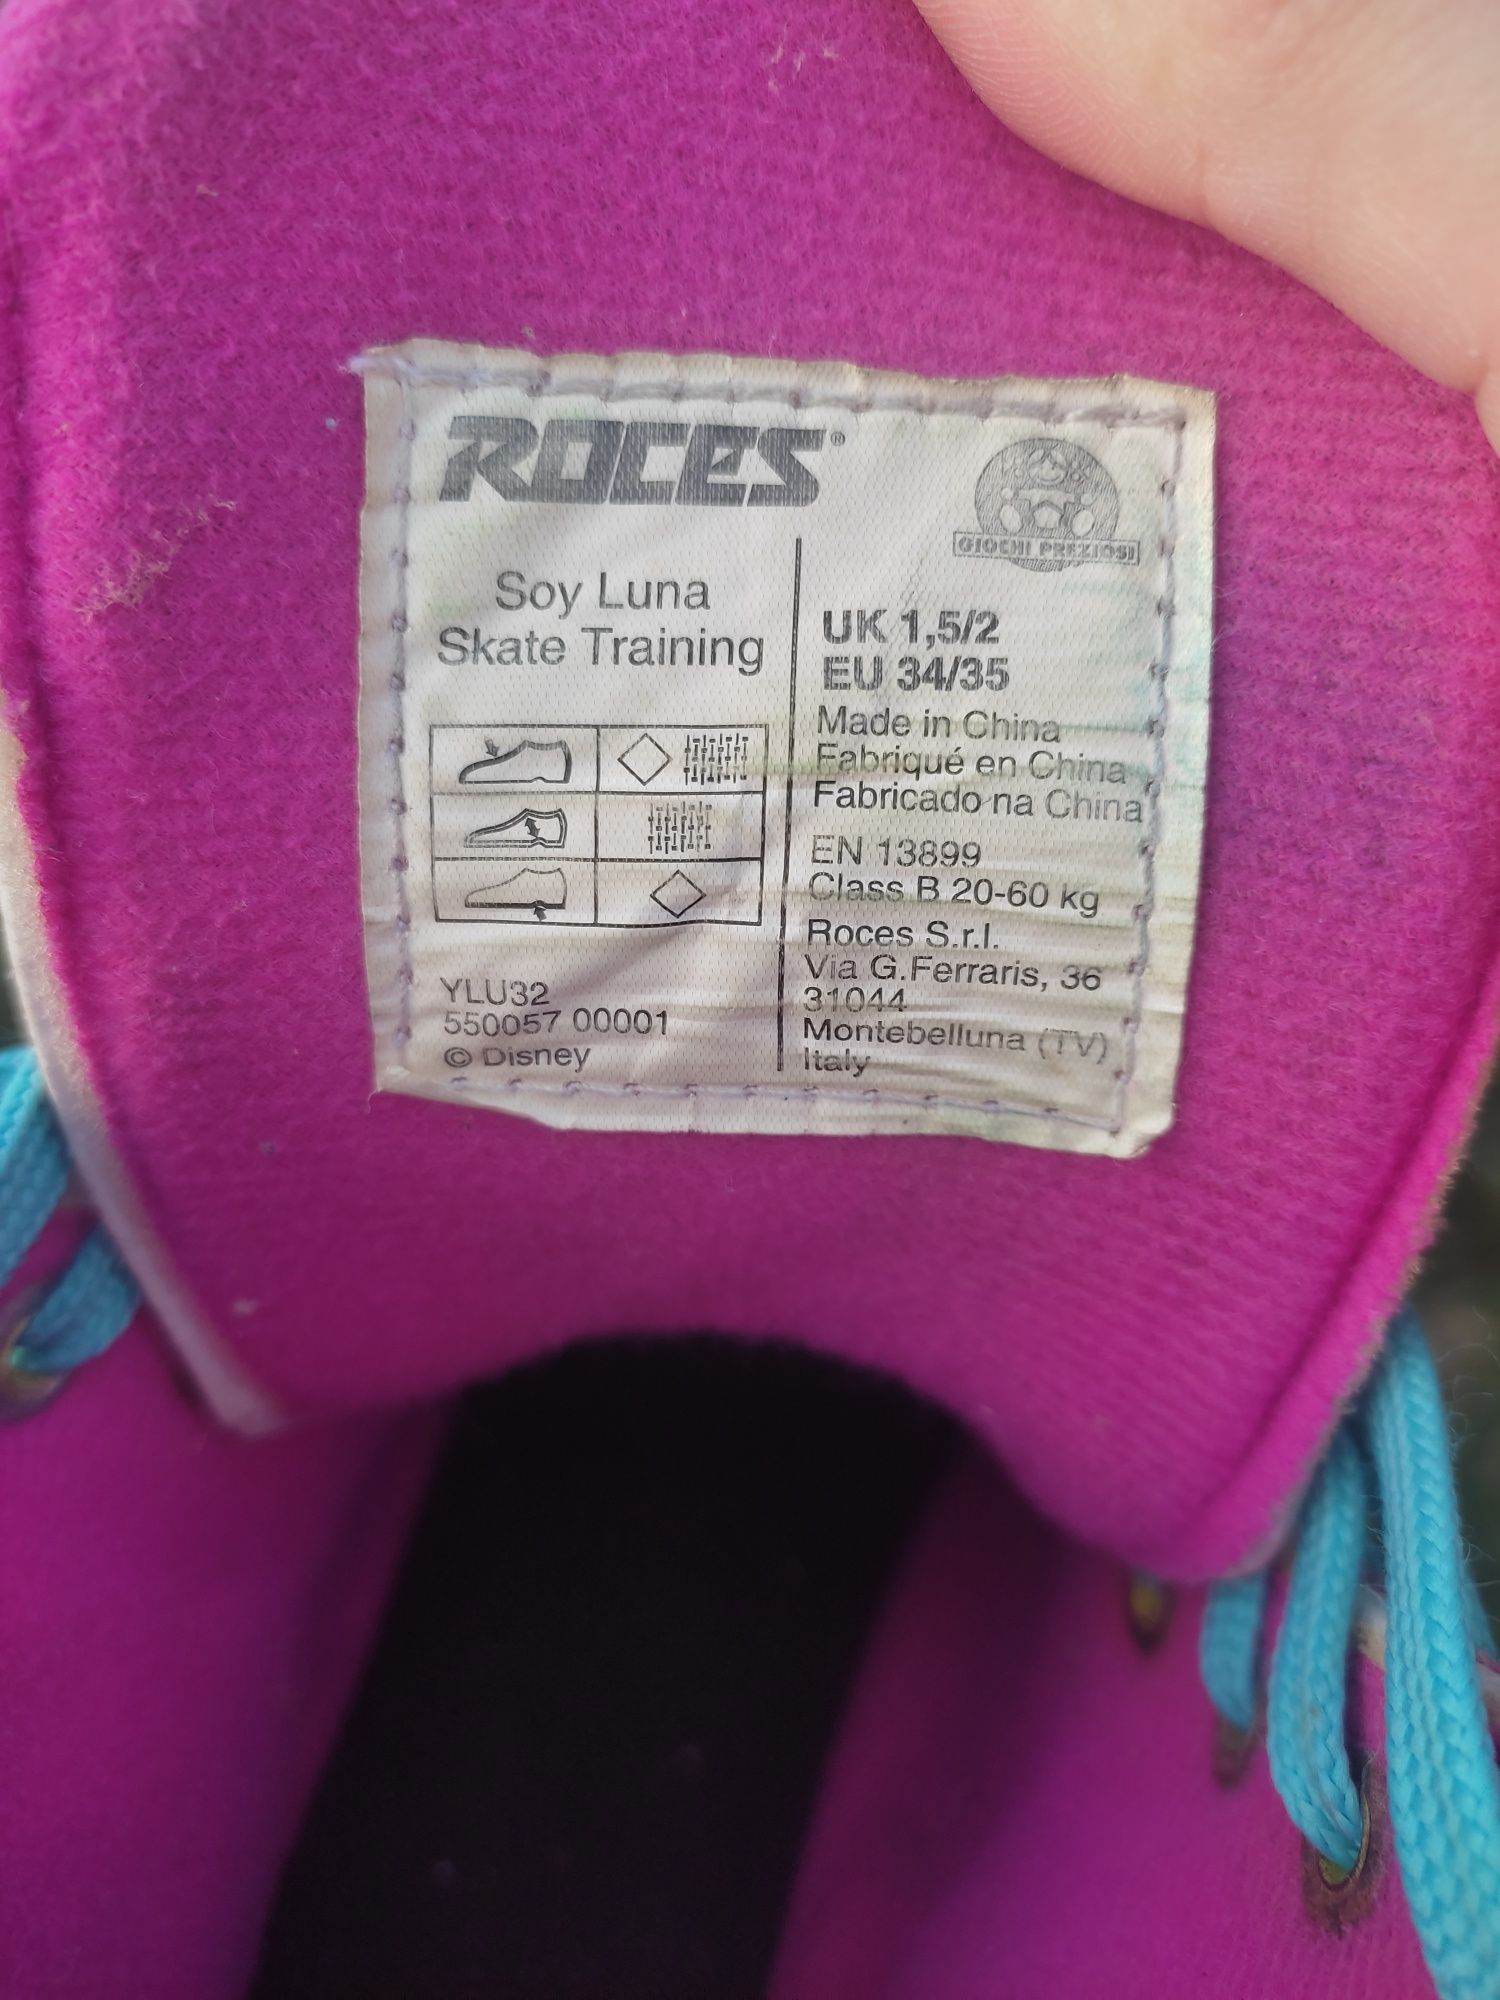 ROCES®
GIOCHI PREZIOSI
Soy Luna
Skate Training
YLU32
550057 00001
© Disney
UK 1,5/2
EU 34/35
Made in China
Fabriqué en China
Fabricado na China
EN 13899
Class B 20-60 kg
Roces S.r.l.
Via G.Ferraris, 36
31044
Montebelluna (TV)
Italy